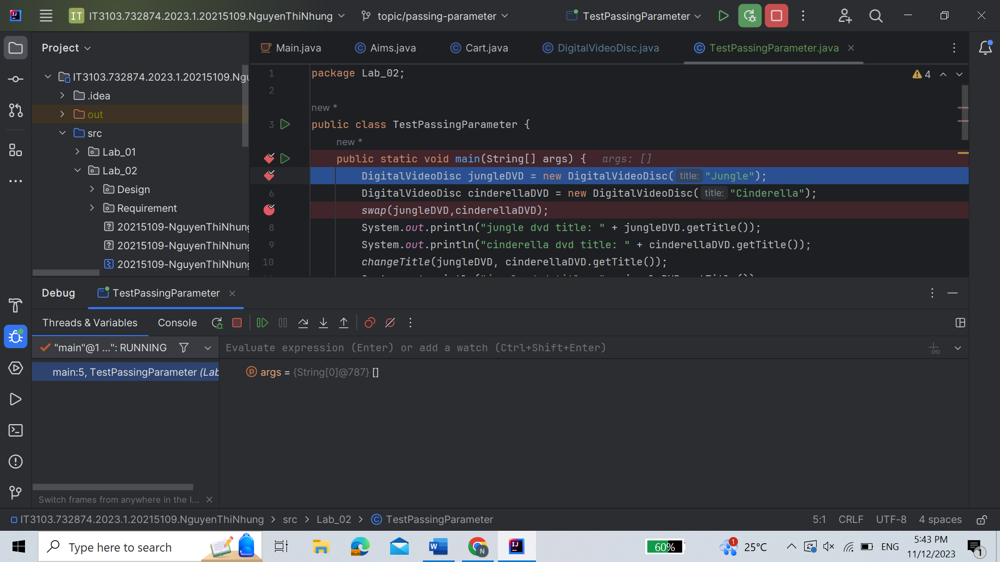 IT IT3103.732874.2023.1.20215109.NguyenThiNhung topic/passing-parameter TestPassingParameter
Project
Main.java Aims.java Cart.java DigitalVideoDisc.java TestPassingParameter.java
IT3103.732874.2023.1.20215109.Ngu
.idea
out
src
Lab_01
Lab_02
Design
Requirement
20215109-NguyenThiNhung
20215109-NguyenThiNhung
20215109-NguyenThiNhung
4
1 package Lab_02;
2
new *
3 public class TestPassingParameter {
new *
public static void main(String[] args) { args: []
DigitalVideoDisc jungleDVD = new DigitalVideoDisc( title: "Jungle");
6 DigitalVideoDisc cinderellaDVD = new DigitalVideoDisc( title: "Cinderella");
swap(jungleDVD,cinderellaDVD);
8 System.out.println("jungle dvd title: " + jungleDVD.getTitle());
9 System.out.println("cinderella dvd title: " + cinderellaDVD.getTitle());
10 changeTitle(jungleDVD, cinderellaDVD.getTitle());
Debug TestPassingParameter
Threads & Variables Console
"main"@1 ...": RUNNING
Evaluate expression (Enter) or add a watch (Ctrl+Shift+Enter)
main:5, TestPassingParameter (Lab
args = {String[0]@787} []
Switch frames from anywhere in the I...
IT3103.732874.2023.1.20215109.NguyenThiNhung > src > Lab_02 > TestPassingParameter
5:1 CRLF UTF-8 4 spaces
Type here to search
60%
1
25°C
ENG
5:43 PM
11/12/2023
1